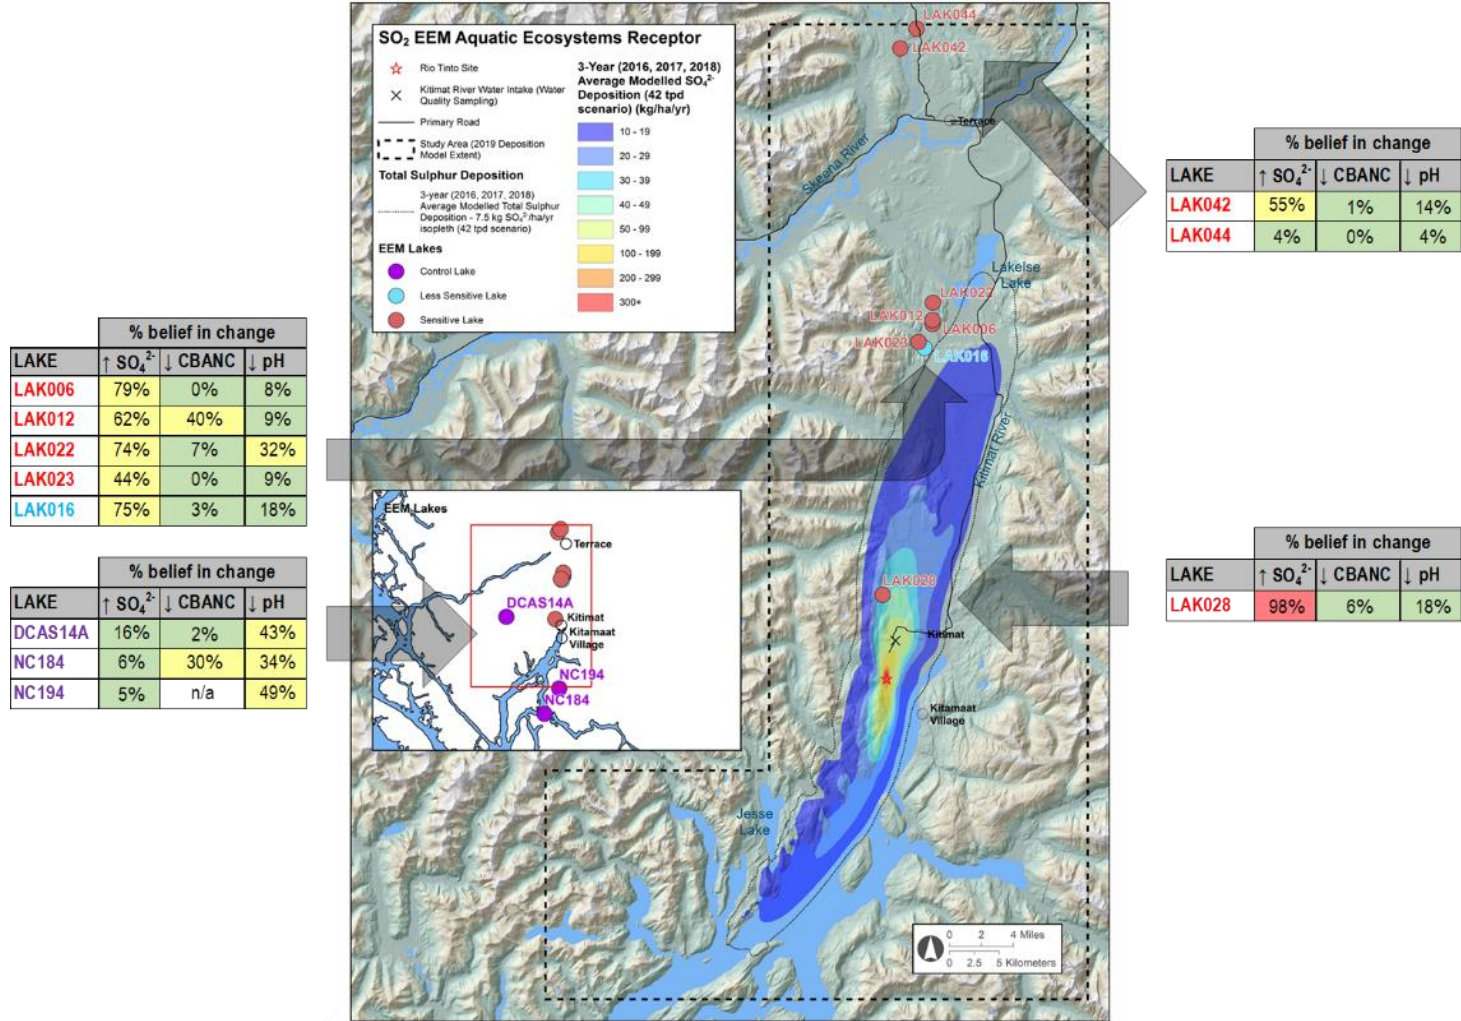 SO₂ EEM Aquatic Ecosystems Receptor
Rio Tinto Site
Kitimat River Water Intake (Water
Quality Sampling)
Primary Road
Study Area (2019 Deposition
Model Extent)
Total Sulphur Deposition
3-year (2016, 2017, 2018)
Average Modelled Total Sulphur
Deposition - 7.5 kg SO₄²⁻/ha/yr
isopleth (42 tpd scenario)
EEM Lakes
Control Lake
Less Sensitive Lake
Sensitive Lake
3-Year (2016, 2017, 2018)
Average Modelled SO₄²⁻
Deposition (42 tpd
scenario) (kg/ha/yr)
10 - 19
20 - 29
30 - 39
40 - 49
50 - 99
100 - 199
200 - 299
300+
LAK044
LAK042
Terrace
Skeena River
Lakelse
Lake
LAK022
LAK012
LAK006
LAK023
LAK016
Kitimat River
LAK028
Kitimat
Kitamaat
Village
Jesse
Lake
0 2 4 Miles
0 2.5 5 Kilometers
EEM Lakes
Terrace
DCAS14A
Kitimat
Kitamaat
Village
NC194
NC184
% belief in change
LAKE ↑ SO₄²⁻ ↓ CBANC ↓ pH
LAK006 79% 0% 8%
LAK012 62% 40% 9%
LAK022 74% 7% 32%
LAK023 44% 0% 9%
LAK016 75% 3% 18%
% belief in change
LAKE ↑ SO₄²⁻ ↓ CBANC ↓ pH
DCAS14A 16% 2% 43%
NC184 6% 30% 34%
NC194 5% n/a 49%
% belief in change
LAKE ↑ SO₄²⁻ ↓ CBANC ↓ pH
LAK042 55% 1% 14%
LAK044 4% 0% 4%
% belief in change
LAKE ↑ SO₄²⁻ ↓ CBANC ↓ pH
LAK028 98% 6% 18%